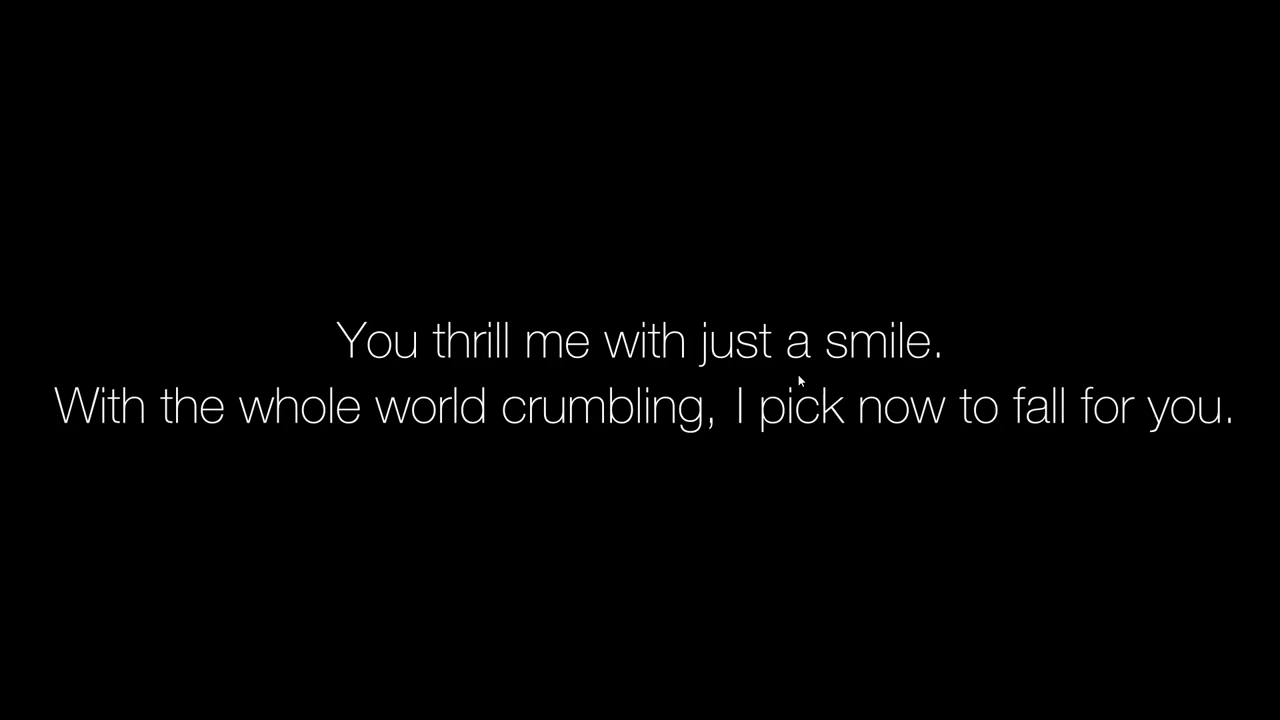 You thrill me with just a smile.
With the whole world crumbling, I pick now to fall for you.